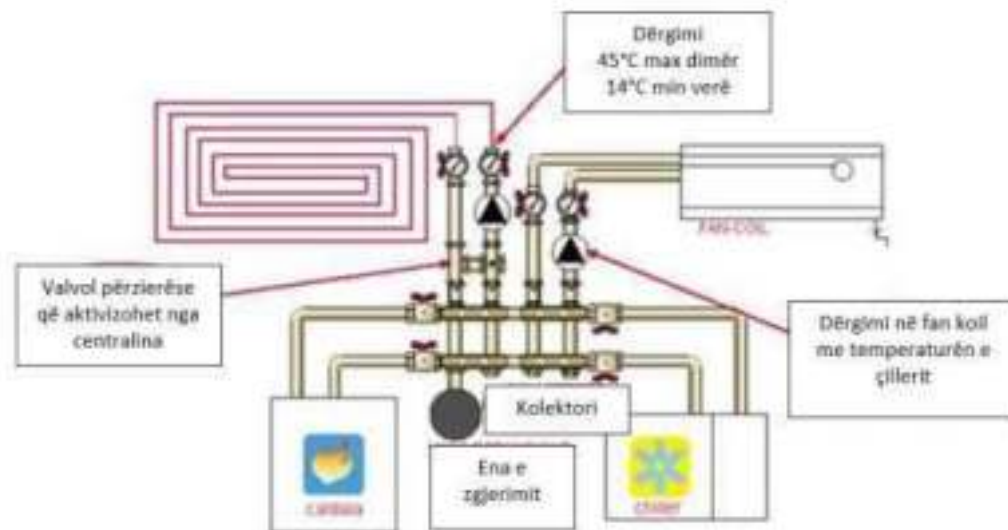 Dërgimi
45°C max dimër
14°C min verë
FAN-COIL
Valvol përzierëse
që aktivizohet nga
centralina
Dërgimi në fan koll
me temperaturën e
çillerit
Kolektori
Ena e
zgjerimit
caldaia
chiller